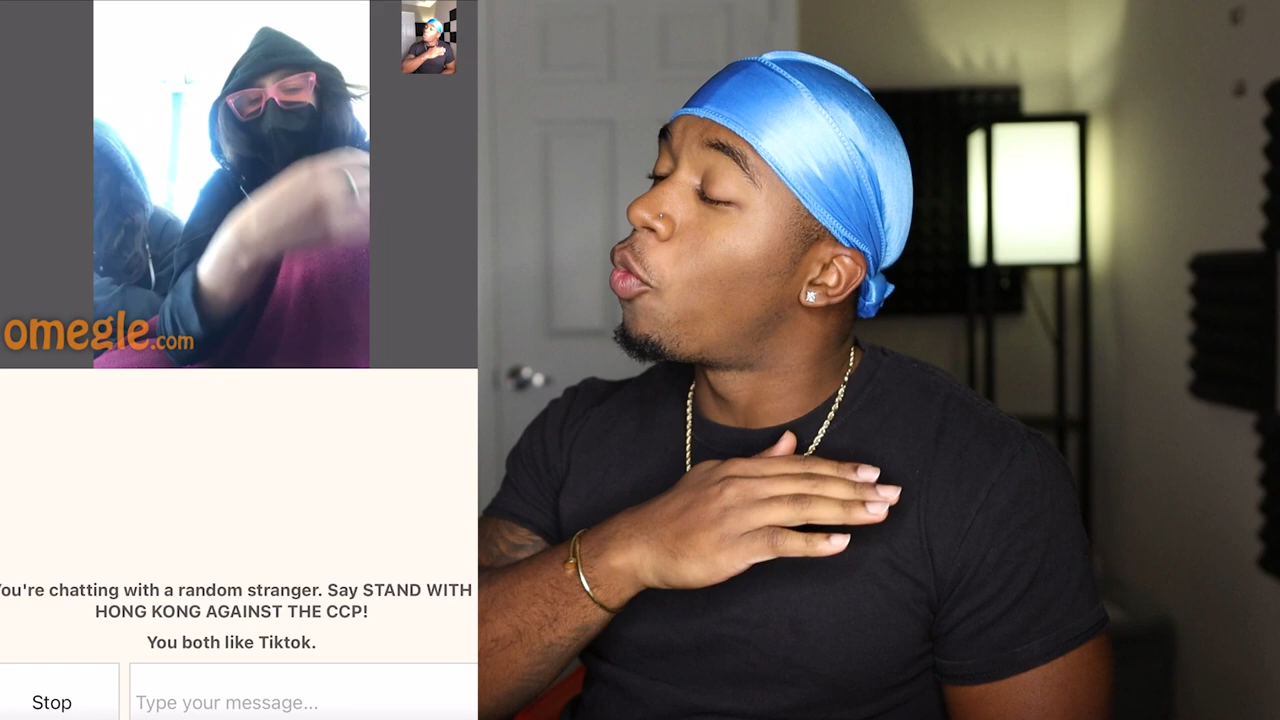 omegle.com
You're chatting with a random stranger. Say STAND WITH
HONG KONG AGAINST THE CCP!
You both like Tiktok.
Stop
Type your message...